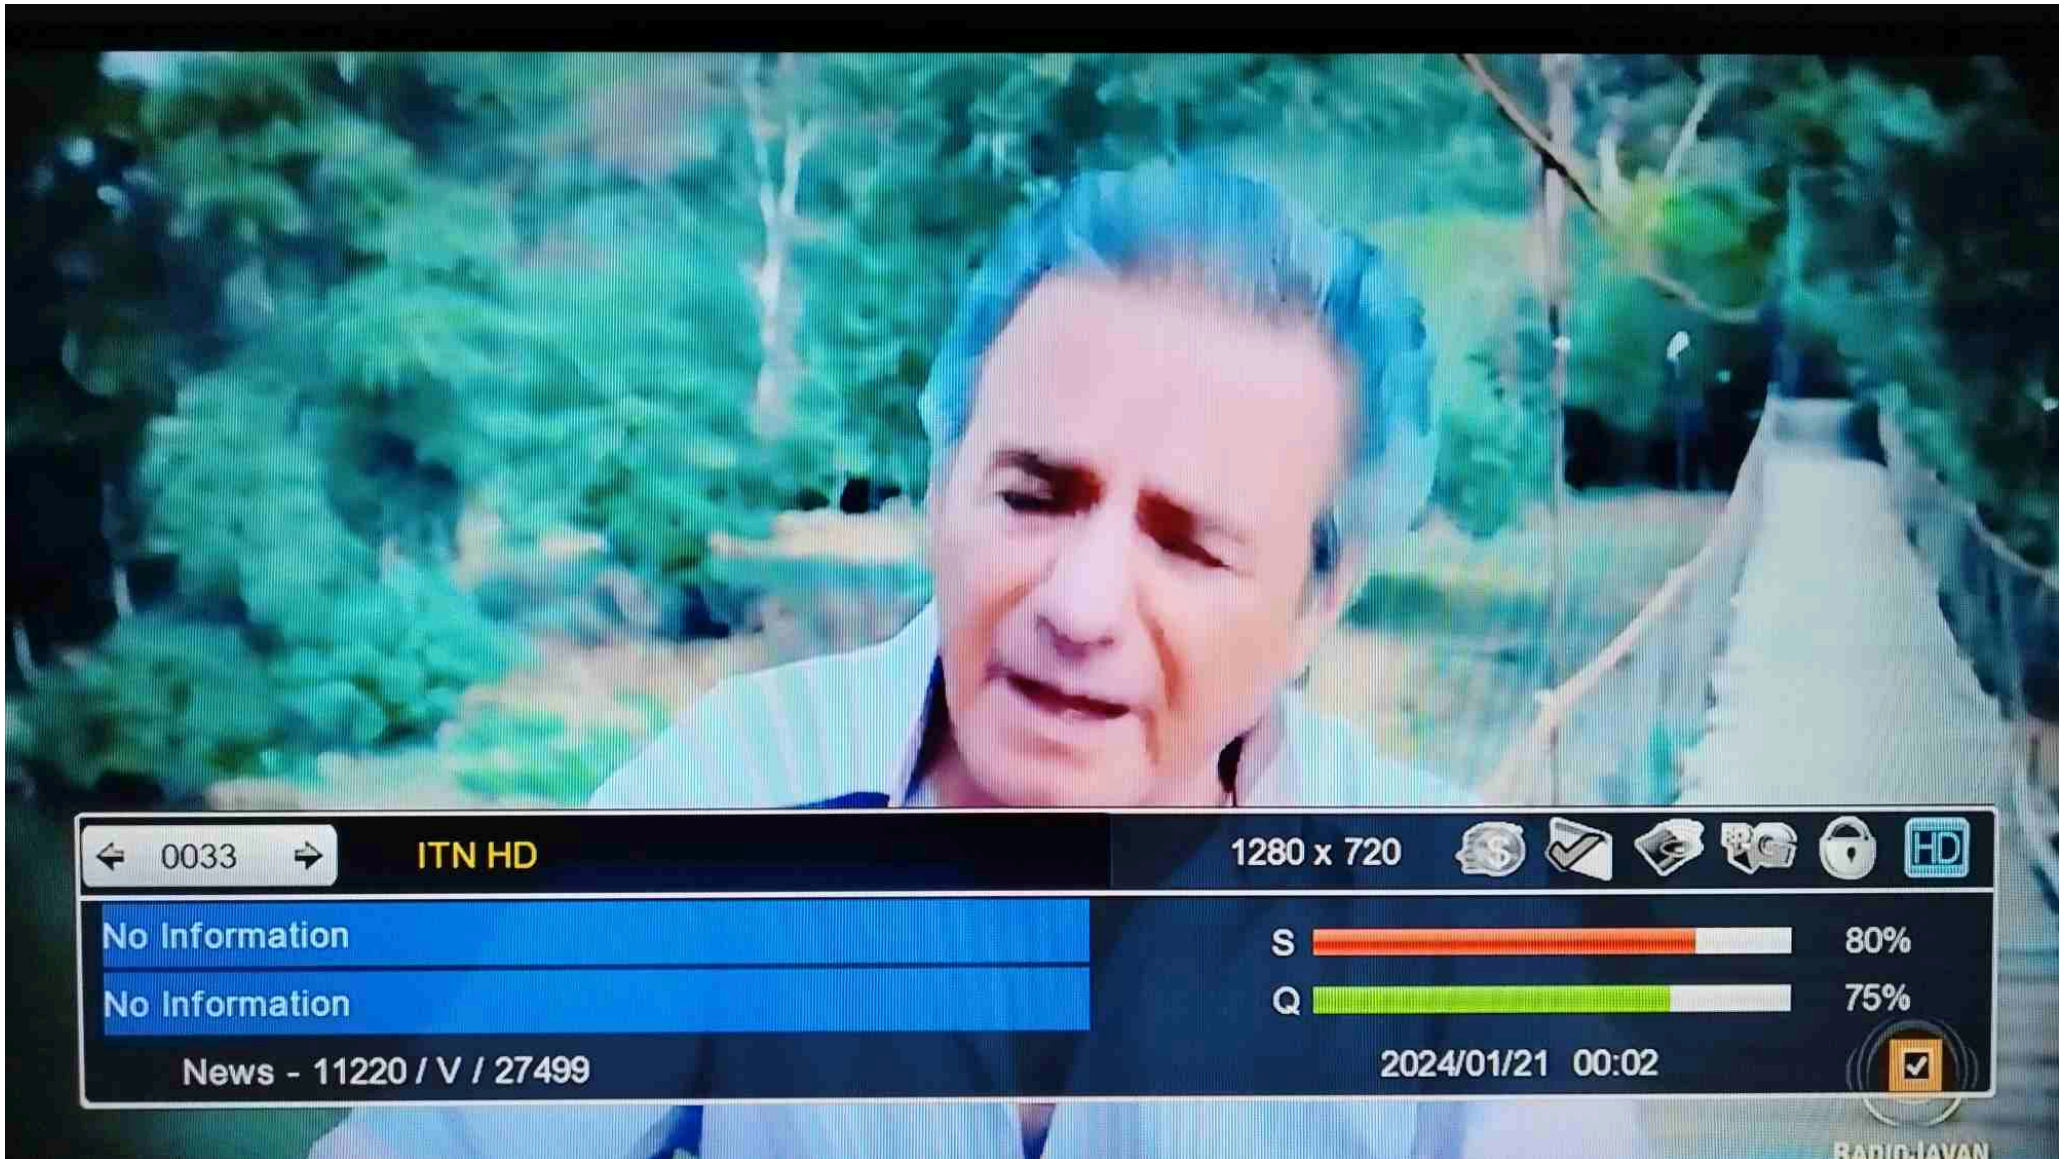 0033
ITN HD
1280 x 720
HD
No Information
S 80%
No Information
Q 75%
News - 11220 / V / 27499
2024/01/21 00:02
RADIOJAVAN